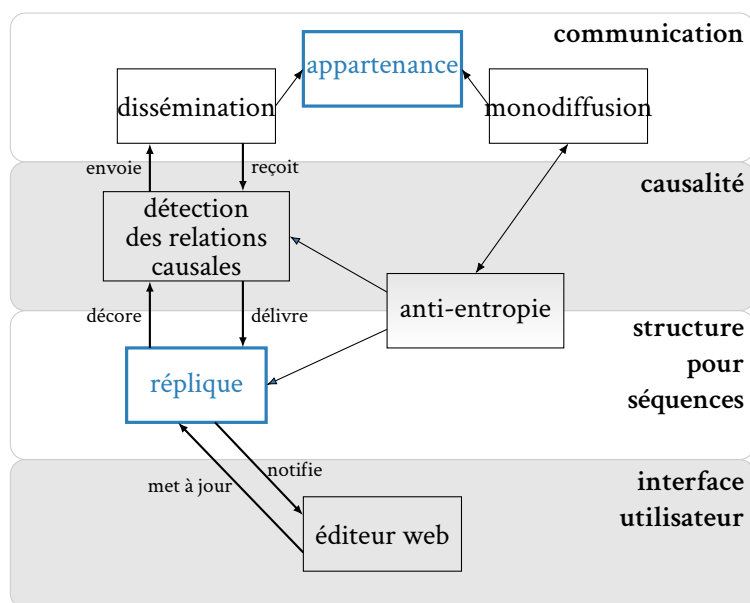 communication
appartenance
dissémination
monodiffusion
envoie
reçoit
causalité
détection
des relations
causales
anti-entropie
décore
délivre
structure
pour
séquences
réplique
notifie
met à jour
interface
utilisateur
éditeur web